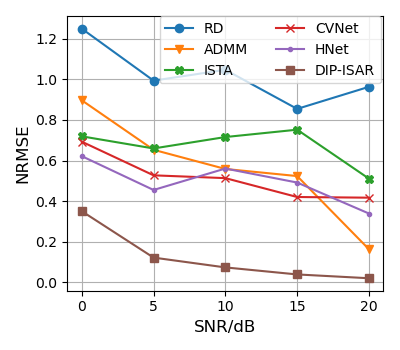 RD
ADMM
ISTA
CVNet
HNet
DIP-ISAR
NRMSE
1.2
1.0
0.8
0.6
0.4
0.2
0.0
0 5 10 15 20
SNR/dB